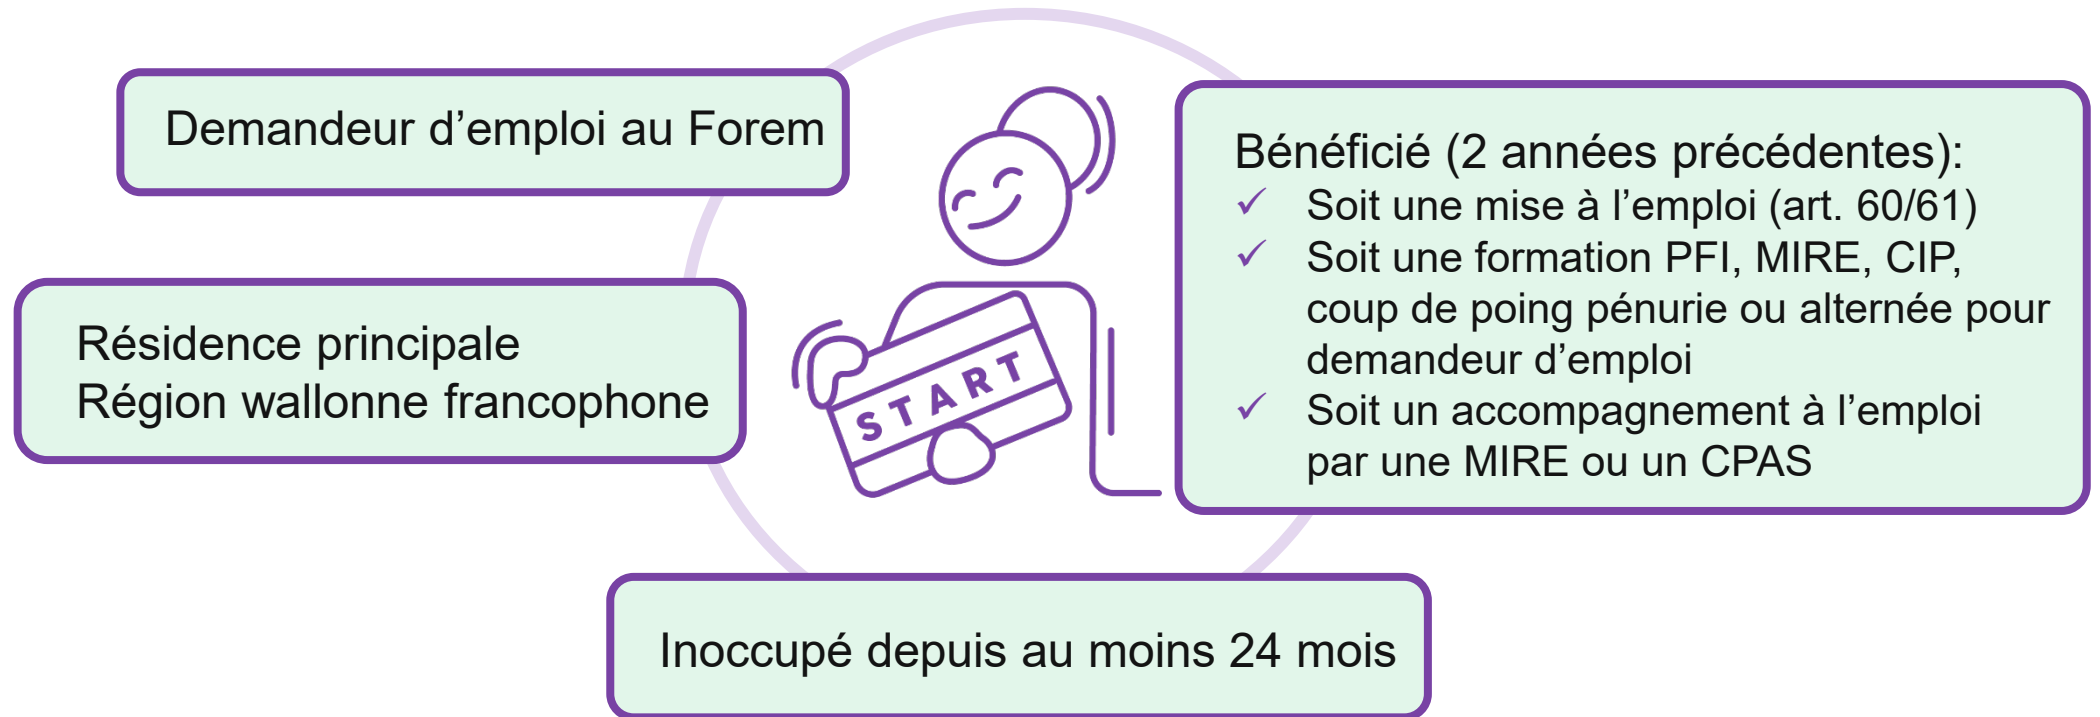 Demandeur d’emploi au Forem
Résidence principale
Région wallonne francophone
START
Bénéficié (2 années précédentes):
✓ Soit une mise à l’emploi (art. 60/61)
✓ Soit une formation PFI, MIRE, CIP,
coup de poing pénurie ou alternée pour
demandeur d’emploi
✓ Soit un accompagnement à l’emploi
par une MIRE ou un CPAS
Inoccupé depuis au moins 24 mois